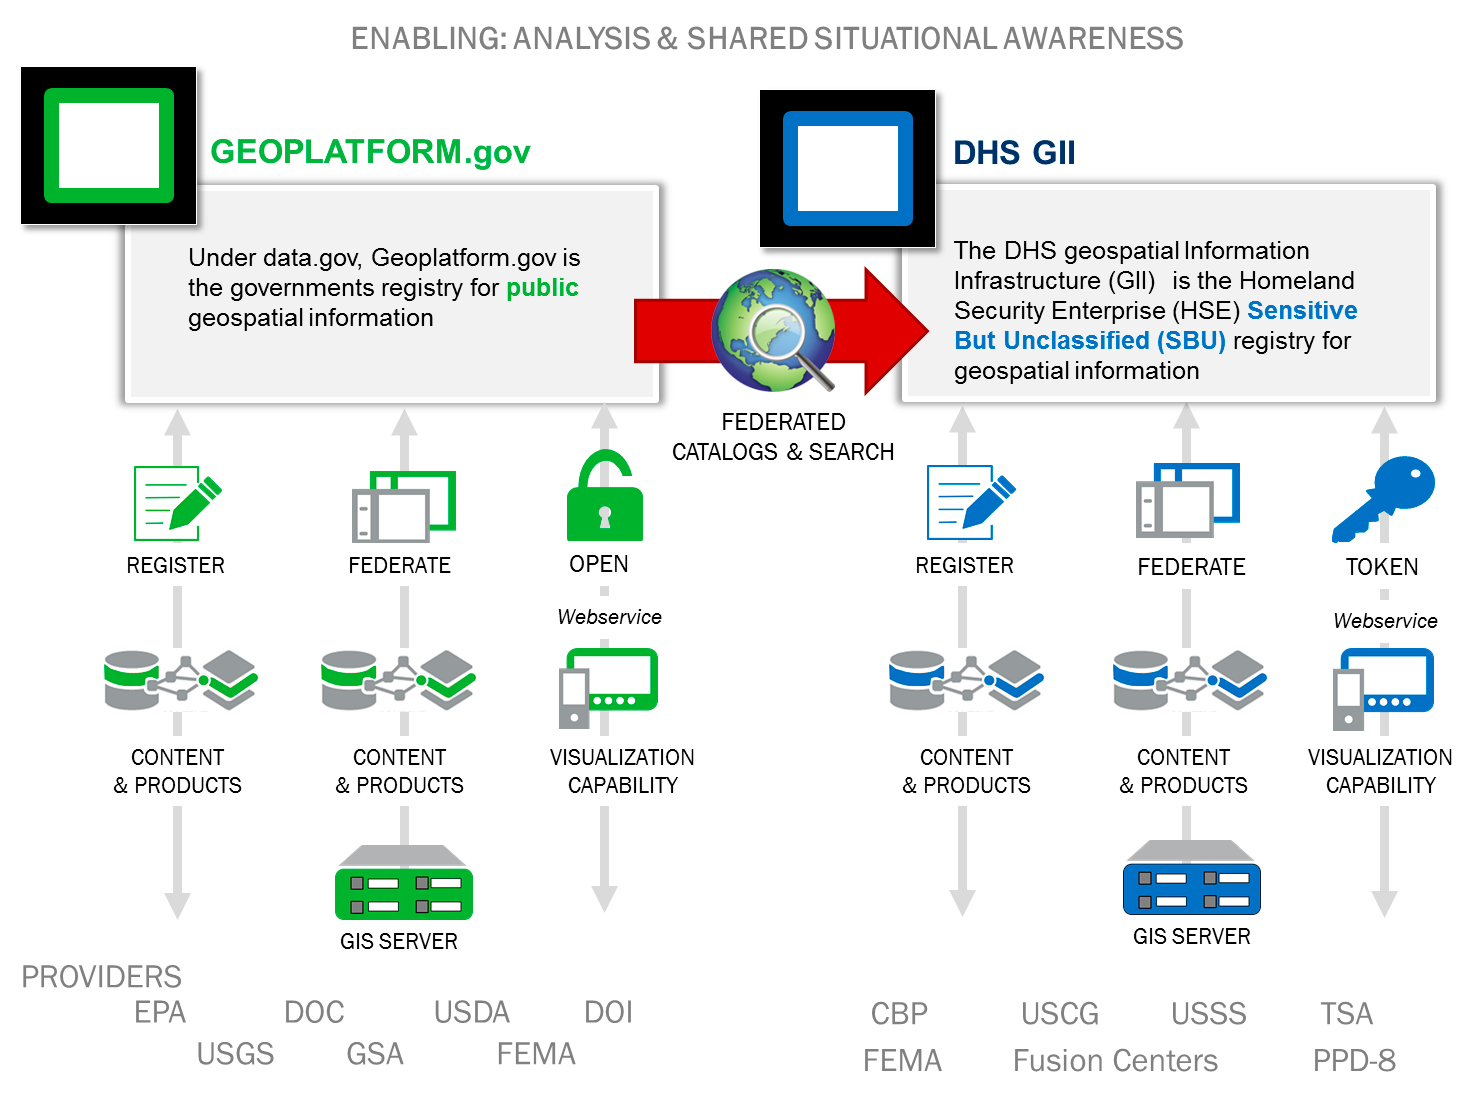 ENABLING: ANALYSIS & SHARED SITUATIONAL AWARENESS
GEOPLATFORM.gov
Under data.gov, Geoplatform.gov is
the governments registry for public
geospatial information
DHS GII
The DHS geospatial Information
Infrastructure (GII) is the Homeland
Security Enterprise (HSE) Sensitive
But Unclassified (SBU) registry for
geospatial information
FEDERATED
CATALOGS & SEARCH
REGISTER
FEDERATE
OPEN
Webservice
CONTENT
& PRODUCTS
CONTENT
& PRODUCTS
VISUALIZATION
CAPABILITY
GIS SERVER
REGISTER
FEDERATE
TOKEN
Webservice
CONTENT
& PRODUCTS
CONTENT
& PRODUCTS
VISUALIZATION
CAPABILITY
GIS SERVER
PROVIDERS
EPA DOC USDA DOI
USGS GSA FEMA
CBP USCG USSS TSA
FEMA Fusion Centers PPD-8